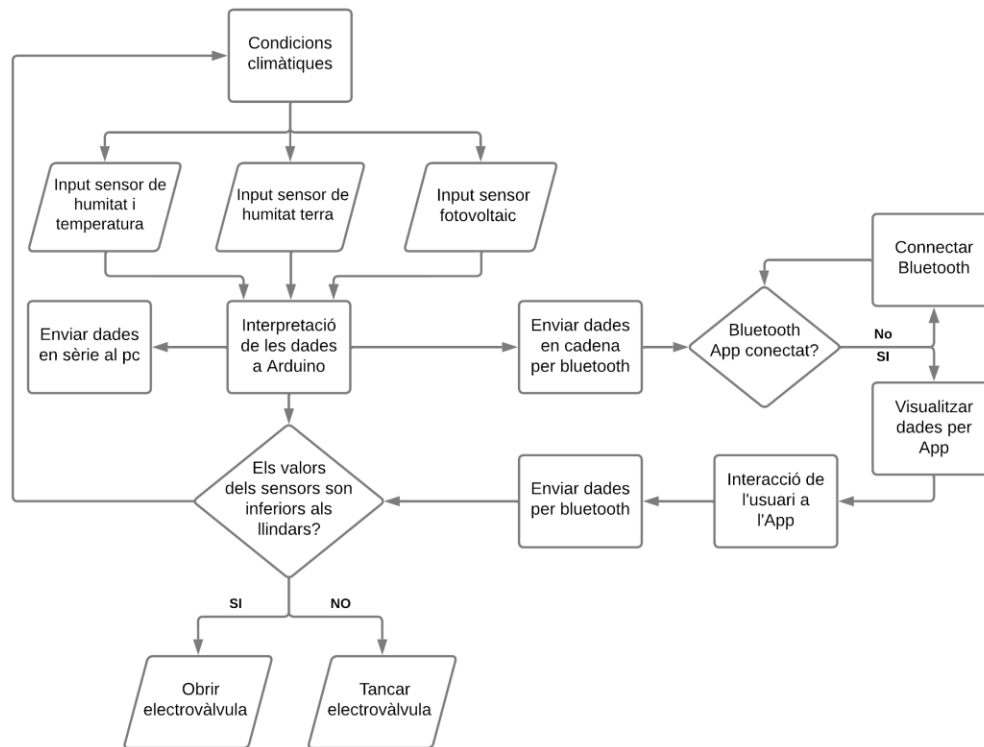 Condicions
climàtiques
Input sensor de
humitat i
temperatura
Input sensor de
humitat terra
Input sensor
fotovoltaic
Connectar
Bluetooth
Enviar dades
en sèrie al pc
Interpretació
de les dades
a Arduino
Enviar dades
en cadena
per bluetooth
Bluetooth
App conectat?
No
SI
Visualitzar
dades per
App
Els valors
dels sensors son
inferiors als
llindars?
Enviar dades
per bluetooth
Interacció de
l'usuari a
l'App
SI
NO
Obrir
electrovàlvula
Tancar
electrovàlvula